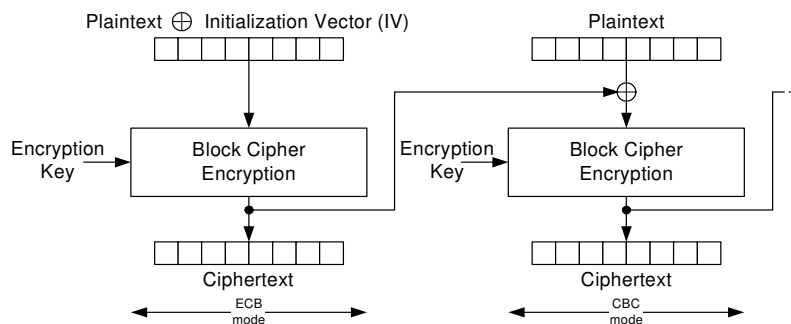 Plaintext ⊕ Initialization Vector (IV)
Plaintext
Encryption
Key
Block Cipher
Encryption
Encryption
Key
Block Cipher
Encryption
Ciphertext
Ciphertext
ECB
mode
CBC
mode